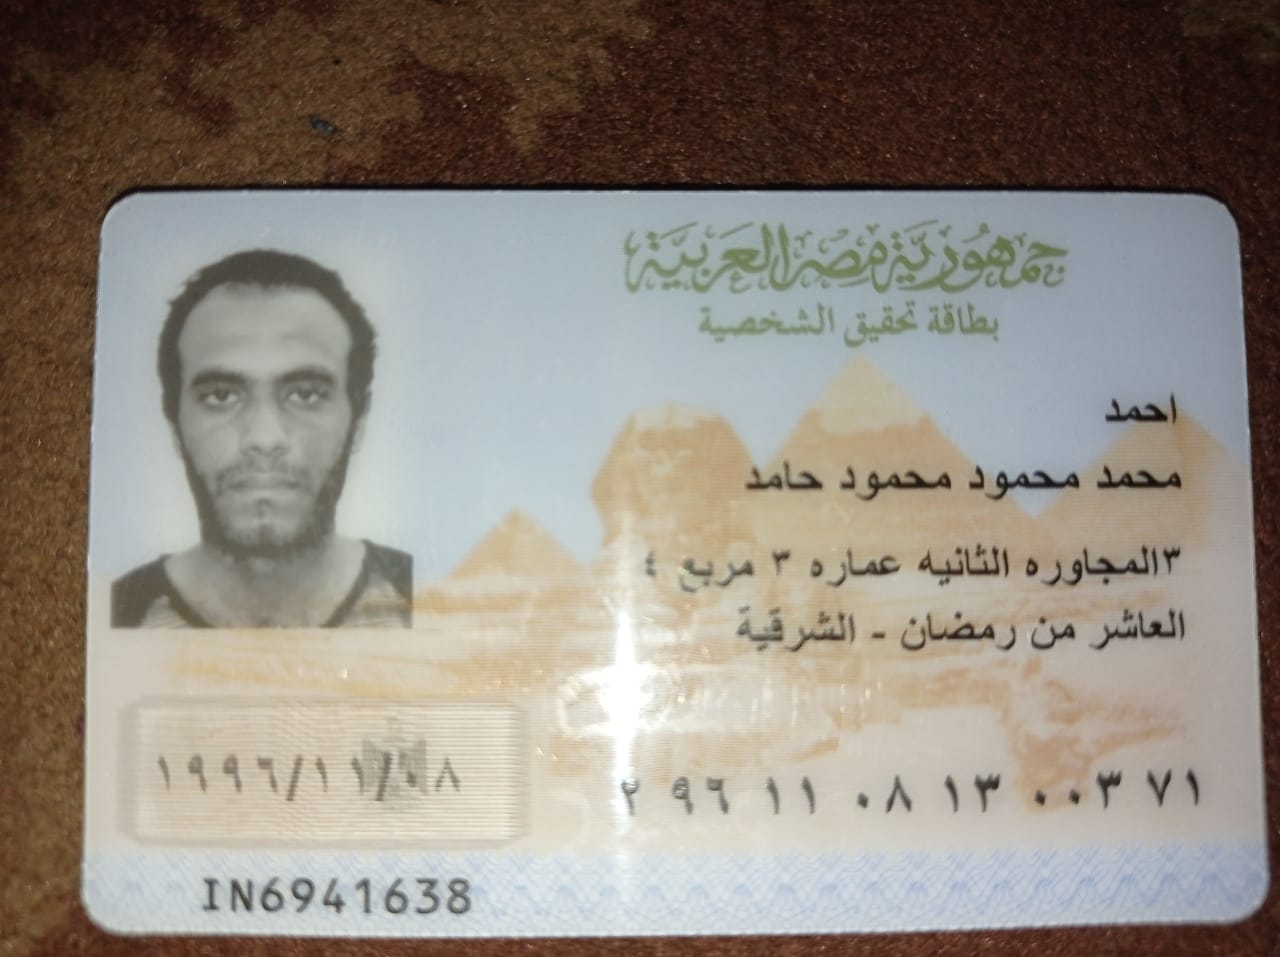 جمهورية مصر العربية
بطاقة تحقيق الشخصية
احمد
محمد محمود محمود حامد
٣المجاوره الثانيه عماره ٣ مربع ٤
العاشر من رمضان - الشرقية
١٩٩٦/١١/٠٨
٢ ٩٦ ١١ ٠٨ ١٣ ٠٠٣ ٧١
IN6941638